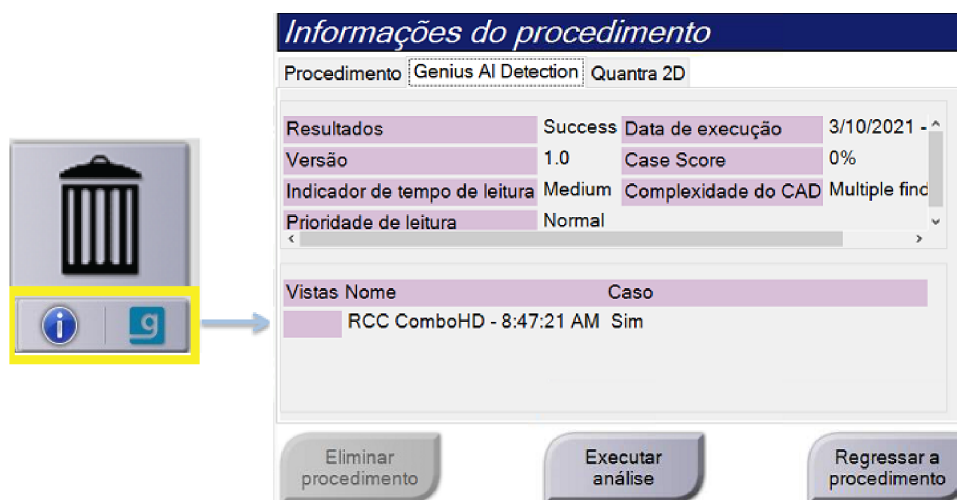 Informações do procedimento
Procedimento Genius AI Detection Quantra 2D
Resultados Success Data de execução 3/10/2021 -
Versão 1.0 Case Score 0%
Indicador de tempo de leitura Medium Complexidade do CAD Multiple find
Prioridade de leitura Normal
Vistas Nome Caso
RCC ComboHD - 8:47:21 AM Sim
i g
Eliminar procedimento
Executar análise
Regressar a procedimento